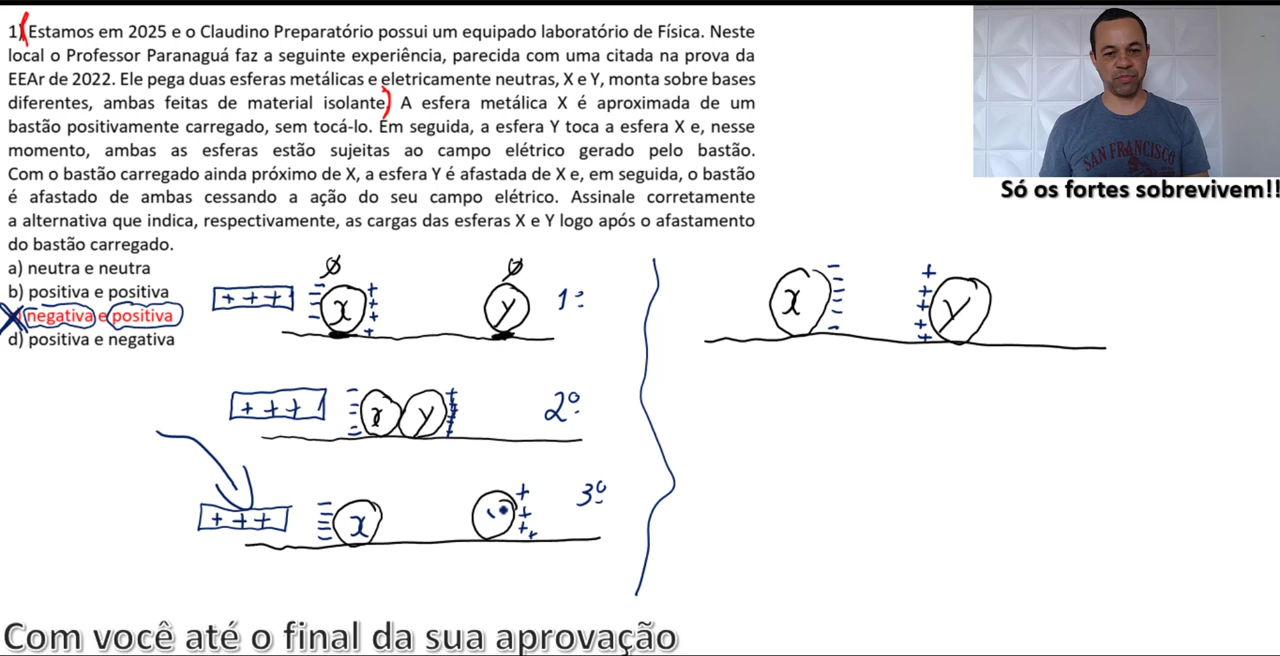 1) Estamos em 2025 e o Claudino Preparatório possui um equipado laboratório de Física. Neste
local o Professor Paranaguá faz a seguinte experiência, parecida com uma citada na prova da
EEAr de 2022. Ele pega duas esferas metálicas e eletricamente neutras, X e Y, monta sobre bases
diferentes, ambas feitas de material isolante. A esfera metálica X é aproximada de um
bastão positivamente carregado, sem tocá-lo. Em seguida, a esfera Y toca a esfera X e, nesse
momento, ambas as esferas estão sujeitas ao campo elétrico gerado pelo bastão.
Com o bastão carregado ainda próximo de X, a esfera Y é afastada de X e, em seguida, o bastão
é afastado de ambas cessando a ação do seu campo elétrico. Assinale corretamente
a alternativa que indica, respectivamente, as cargas das esferas X e Y logo após o afastamento
do bastão carregado.
a) neutra e neutra
b) positiva e positiva
negativa e positiva
d) positiva e negativa
SAN FRANCISCO
Só os fortes sobrevivem!!
+ + + X Y 1º
+ + + X Y 2º
+ + + X 3º
X Y
Com você até o final da sua aprovação